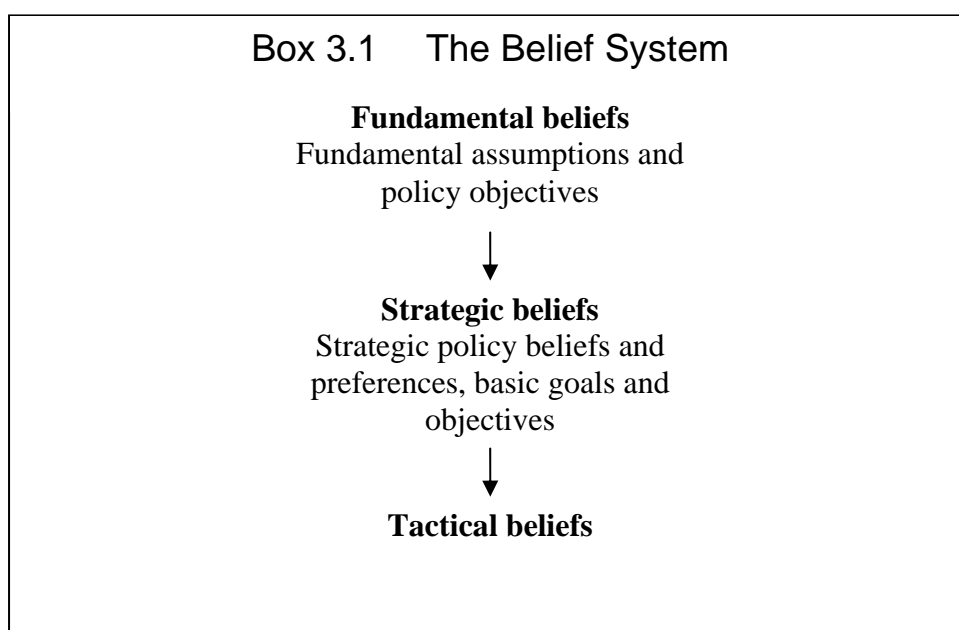 Box 3.1 The Belief System
Fundamental beliefs
Fundamental assumptions and
policy objectives
Strategic beliefs
Strategic policy beliefs and
preferences, basic goals and
objectives
Tactical beliefs